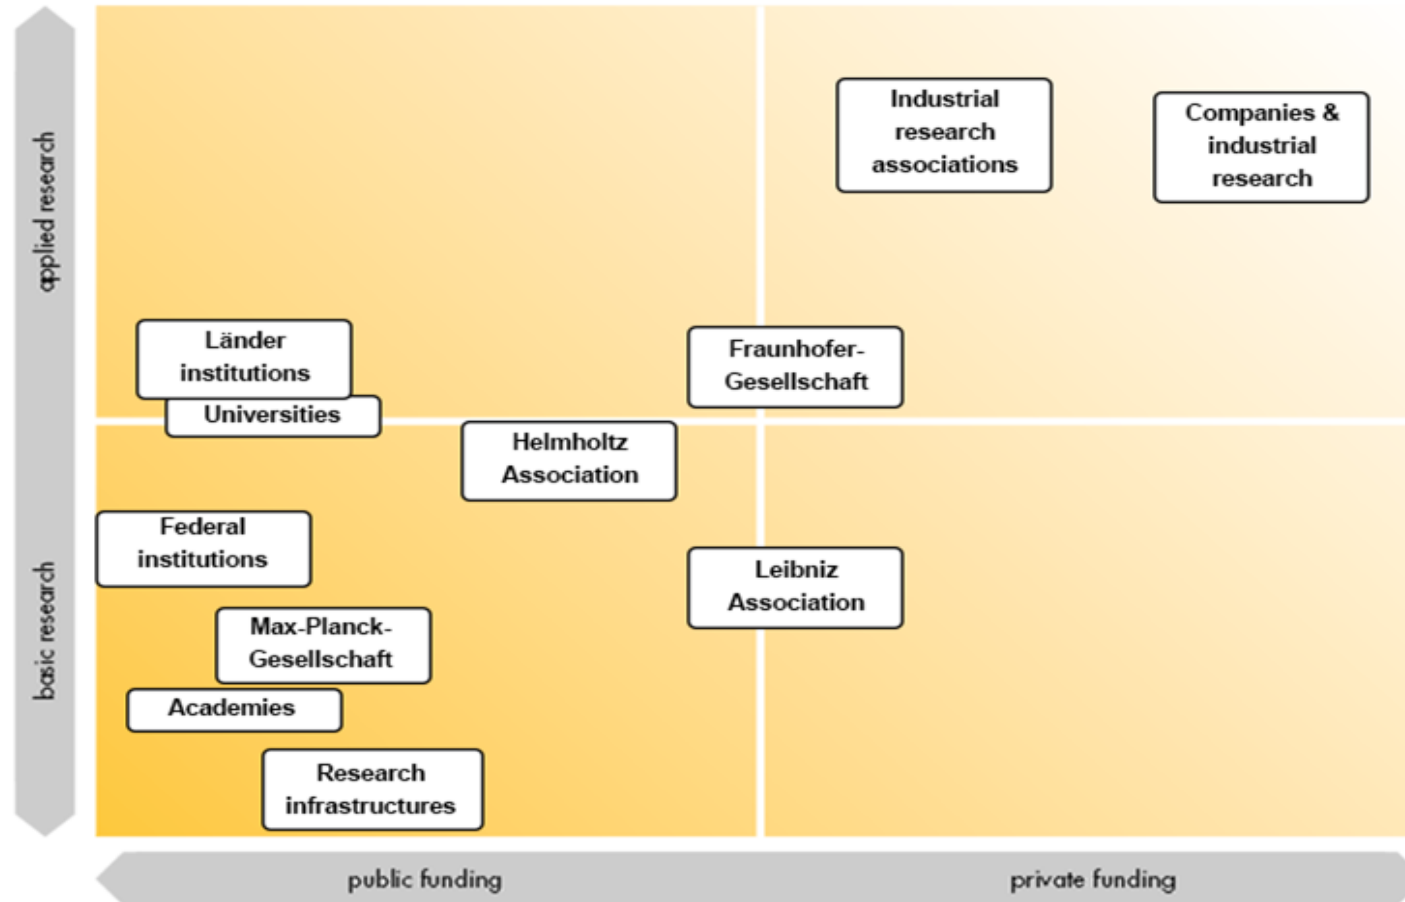 applied research
basic research
Industrial
research
associations
Companies &
industrial
research
Länder
institutions
Universities
Fraunhofer-
Gesellschaft
Helmholtz
Association
Federal
institutions
Leibniz
Association
Max-Planck-
Gesellschaft
Academies
Research
infrastructures
public funding
private funding